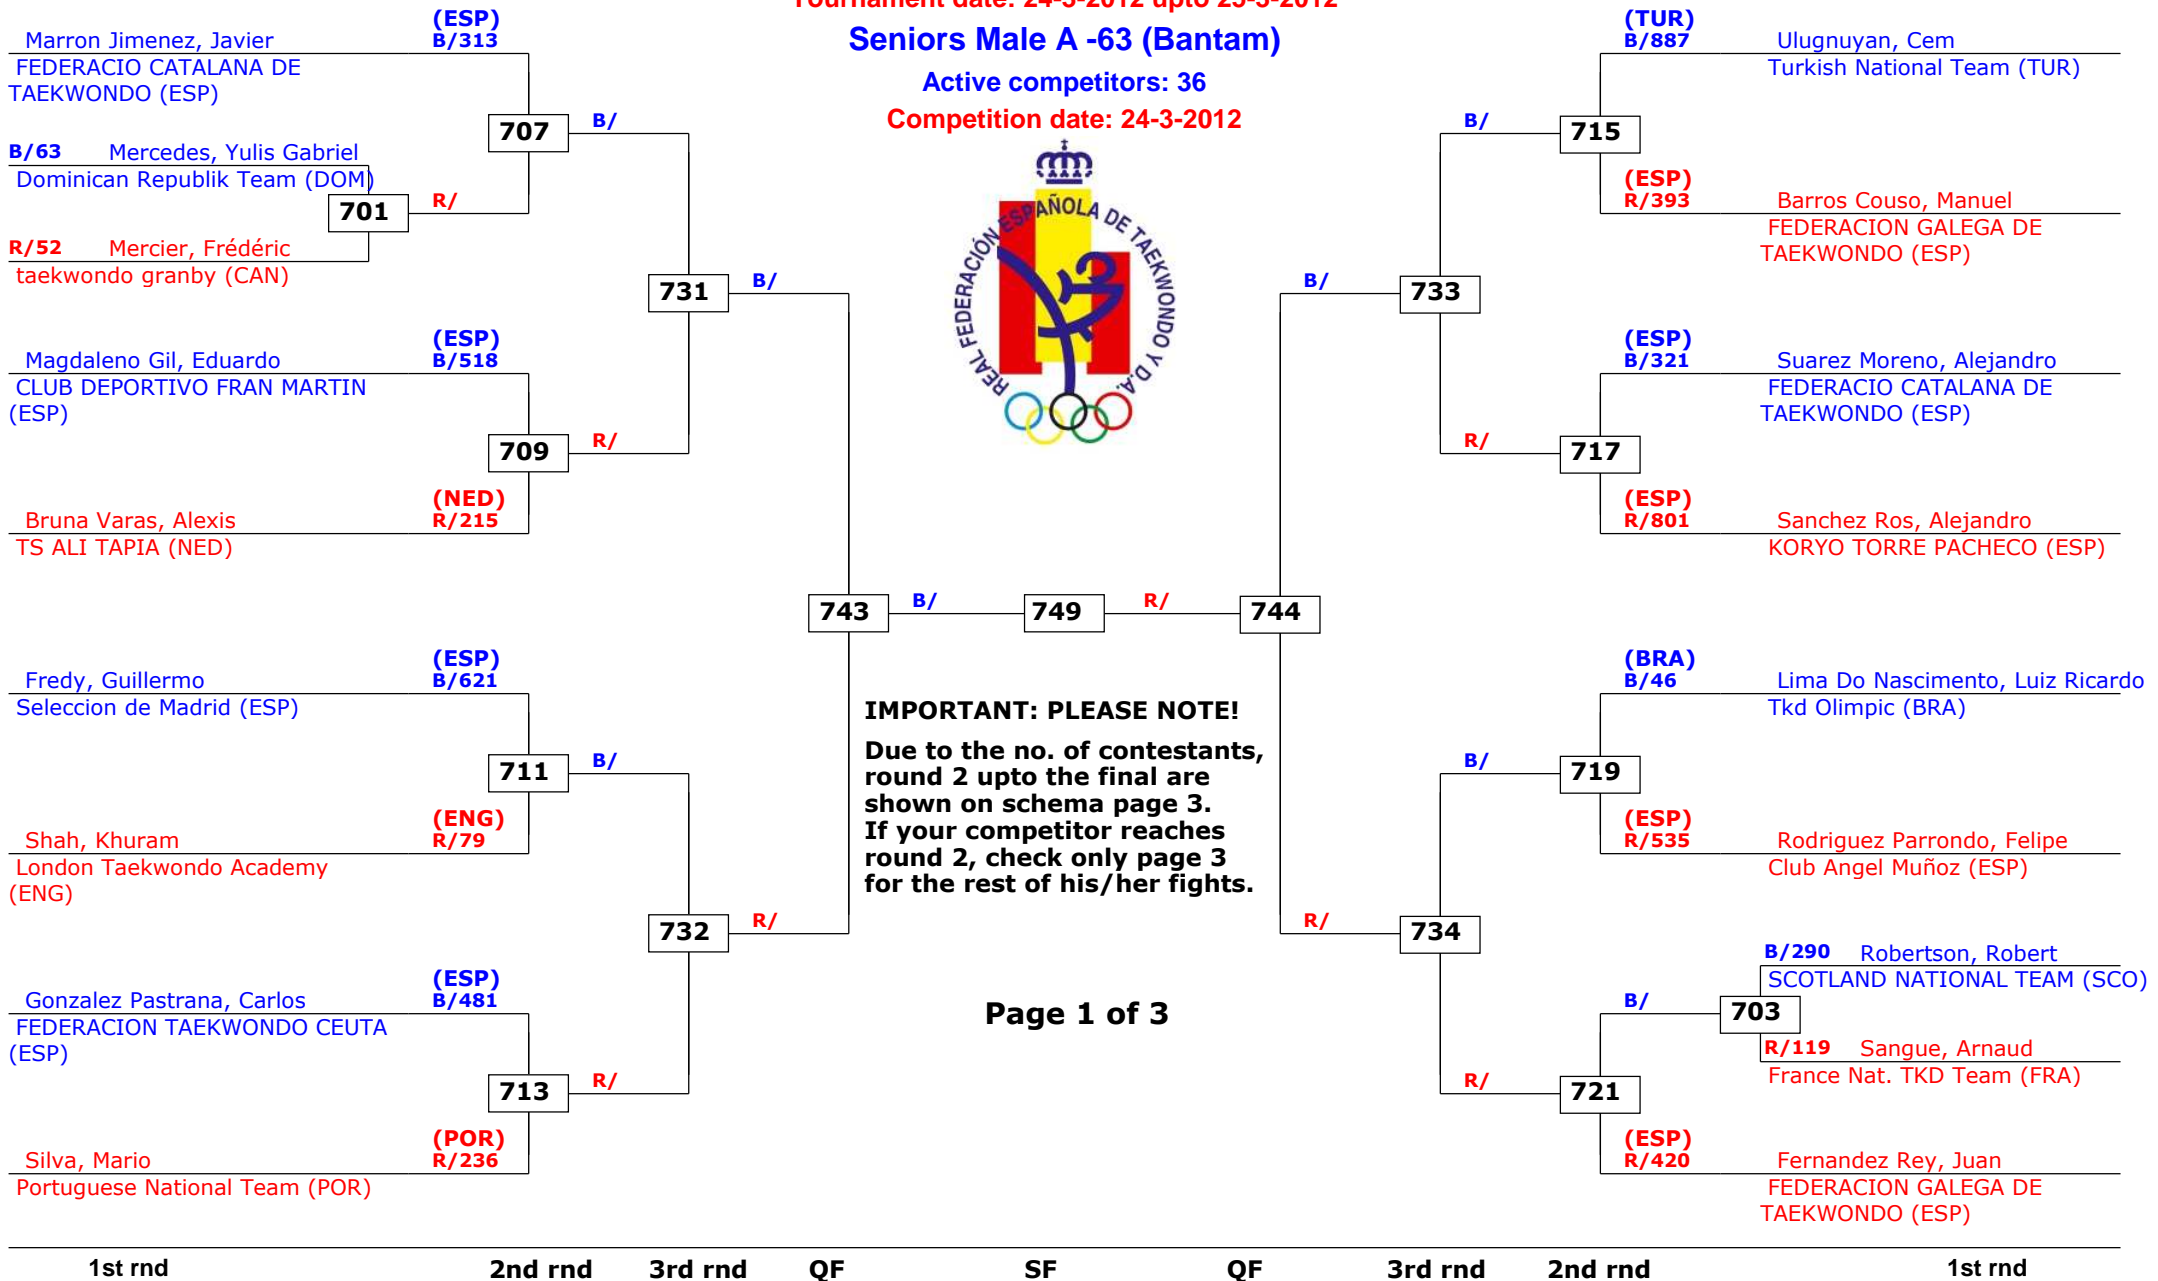 Tournament date: 24-3-2012 upto 25-3-2012
Seniors Male A -63 (Bantam)
Active competitors: 36
Competition date: 24-3-2012
REAL FEDERACIÓN ESPAÑOLA DE TAEKWONDO Y D.A.
(ESP)
Marron Jimenez, Javier B/313
FEDERACIO CATALANA DE
TAEKWONDO (ESP)
707 B/
B/63 Mercedes, Yulis Gabriel
Dominican Republik Team (DOM)
701 R/
R/52 Mercier, Frédéric
taekwondo granby (CAN)
731 B/
(ESP)
Magdaleno Gil, Eduardo B/518
CLUB DEPORTIVO FRAN MARTIN
(ESP)
709 R/
(NED)
Bruna Varas, Alexis R/215
TS ALI TAPIA (NED)
743 B/ 749 R/ 744
(ESP)
Fredy, Guillermo B/621
Seleccion de Madrid (ESP)
711 B/
(ENG)
Shah, Khuram R/79
London Taekwondo Academy
(ENG)
732 R/
(ESP)
Gonzalez Pastrana, Carlos B/481
FEDERACION TAEKWONDO CEUTA
(ESP)
713 R/
(POR)
Silva, Mario R/236
Portuguese National Team (POR)
IMPORTANT: PLEASE NOTE!
Due to the no. of contestants,
round 2 upto the final are
shown on schema page 3.
If your competitor reaches
round 2, check only page 3
for the rest of his/her fights.
Page 1 of 3
(TUR)
B/887 Ulugnuyan, Cem
Turkish National Team (TUR)
B/ 715
(ESP)
R/393 Barros Couso, Manuel
FEDERACION GALEGA DE
TAEKWONDO (ESP)
B/ 733
(ESP)
B/321 Suarez Moreno, Alejandro
FEDERACIO CATALANA DE
TAEKWONDO (ESP)
R/ 717
(ESP)
R/801 Sanchez Ros, Alejandro
KORYO TORRE PACHECO (ESP)
(BRA)
B/46 Lima Do Nascimento, Luiz Ricardo
Tkd Olimpic (BRA)
B/ 719
(ESP)
R/535 Rodriguez Parrondo, Felipe
Club Angel Muñoz (ESP)
R/ 734
B/290 Robertson, Robert
SCOTLAND NATIONAL TEAM (SCO)
B/ 703
R/119 Sangue, Arnaud
France Nat. TKD Team (FRA)
R/ 721
(ESP)
R/420 Fernandez Rey, Juan
FEDERACION GALEGA DE
TAEKWONDO (ESP)
1st rnd 2nd rnd 3rd rnd QF SF QF 3rd rnd 2nd rnd 1st rnd